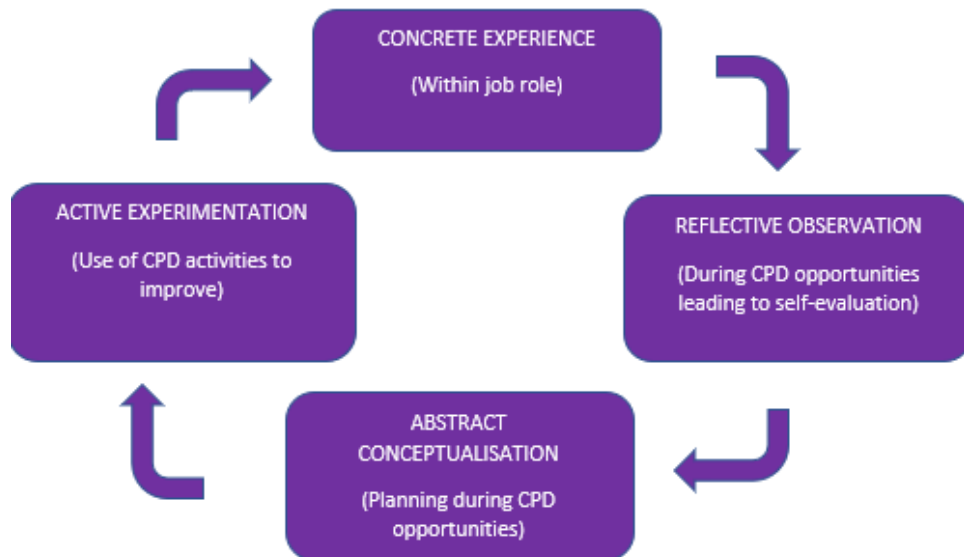 CONCRETE EXPERIENCE
(Within job role)
ACTIVE EXPERIMENTATION
(Use of CPD activities to
improve)
REFLECTIVE OBSERVATION
(During CPD opportunities
leading to self-evaluation)
ABSTRACT
CONCEPTUALISATION
(Planning during CPD
opportunities)